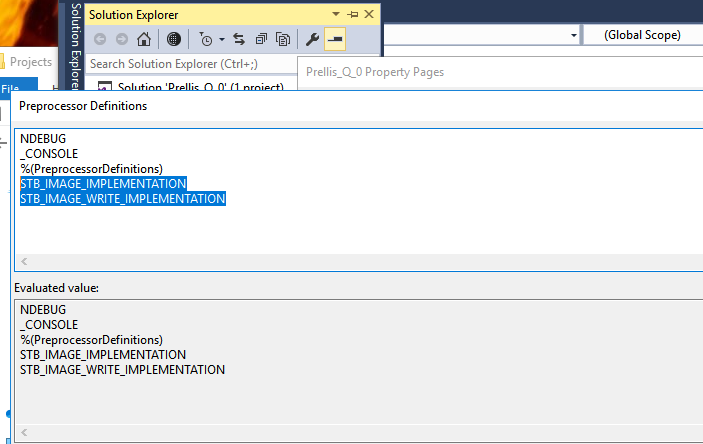 Solution Explorer
Solution Explorer
(Global Scope)
Projects
Search Solution Explorer (Ctrl+;)
Prellis_Q_0 Property Pages
File
Solution 'Prellis_Q_0' (1 project)
Preprocessor Definitions
NDEBUG
_CONSOLE
%(PreprocessorDefinitions)
STB_IMAGE_IMPLEMENTATION
STB_IMAGE_WRITE_IMPLEMENTATION
Evaluated value:
NDEBUG
_CONSOLE
%(PreprocessorDefinitions)
STB_IMAGE_IMPLEMENTATION
STB_IMAGE_WRITE_IMPLEMENTATION